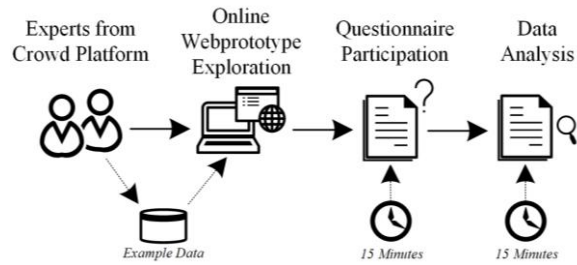 Experts from
Crowd Platform
Online
Webprototype
Exploration
Questionnaire
Participation
Data
Analysis
?
Example Data
15 Minutes
15 Minutes